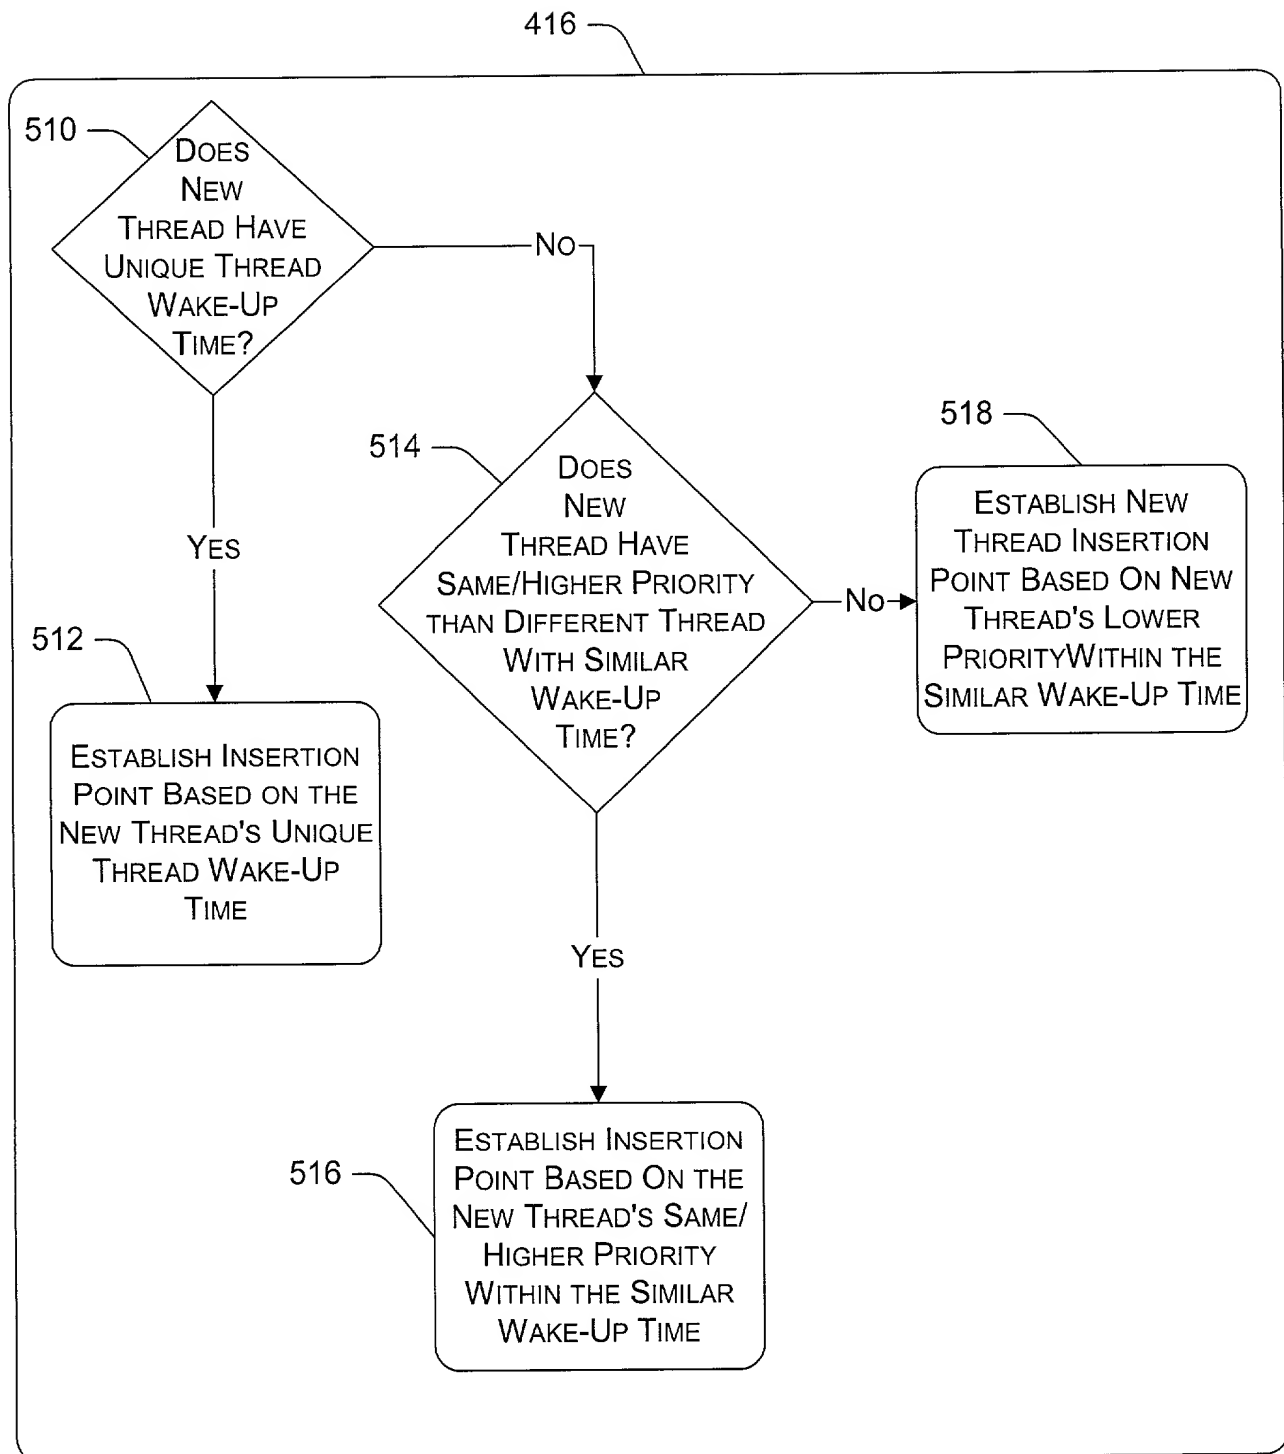 416
510
DOES
NEW
THREAD HAVE
UNIQUE THREAD
WAKE-UP
TIME?
NO
YES
514
DOES
NEW
THREAD HAVE
SAME/HIGHER PRIORITY
THAN DIFFERENT THREAD
WITH SIMILAR
WAKE-UP
TIME?
NO
518
ESTABLISH NEW
THREAD INSERTION
POINT BASED ON NEW
THREAD'S LOWER
PRIORITYWITHIN THE
SIMILAR WAKE-UP TIME
512
ESTABLISH INSERTION
POINT BASED ON THE
NEW THREAD'S UNIQUE
THREAD WAKE-UP
TIME
YES
516
ESTABLISH INSERTION
POINT BASED ON THE
NEW THREAD'S SAME/
HIGHER PRIORITY
WITHIN THE SIMILAR
WAKE-UP TIME